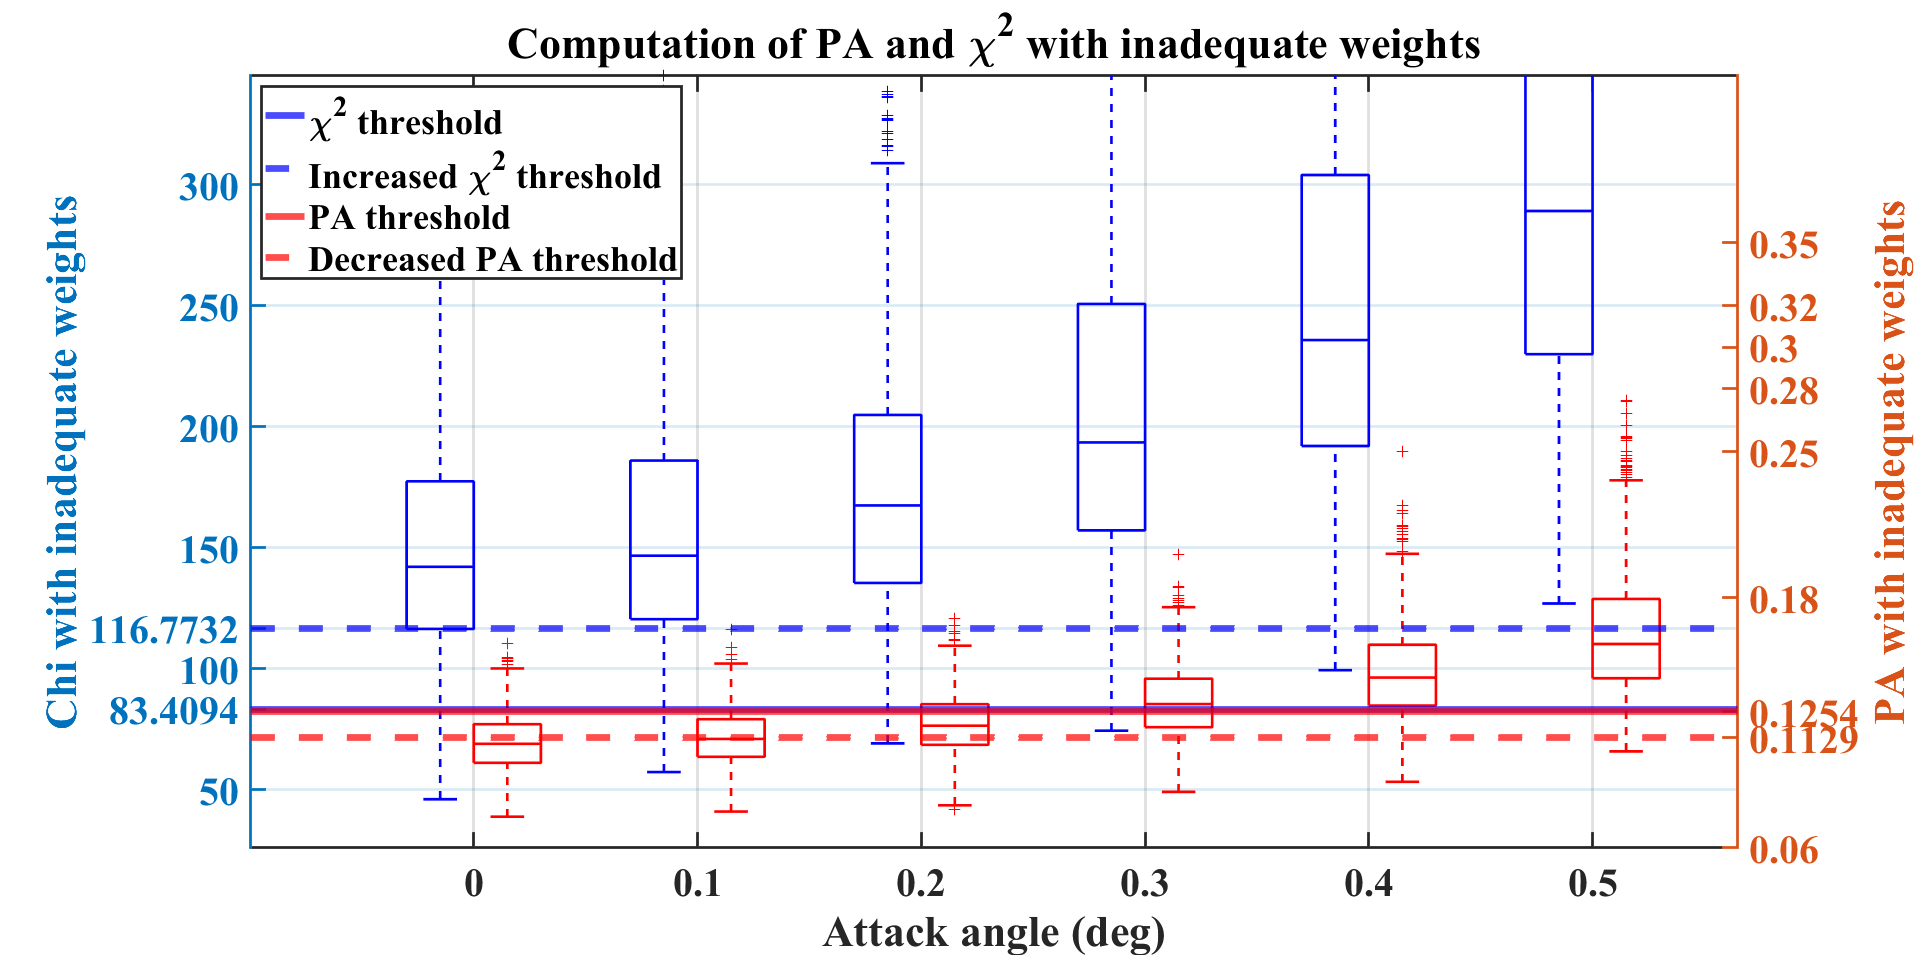 Computation of PA and χ² with inadequate weights
χ² threshold
Increased χ² threshold
PA threshold
Decreased PA threshold
Chi with inadequate weights
300
250
200
150
116.7732
100
83.4094
50
0.35
0.32
0.3
0.28
0.25
0.18
0.1254
0.1129
0.06
PA with inadequate weights
0 0.1 0.2 0.3 0.4 0.5
Attack angle (deg)